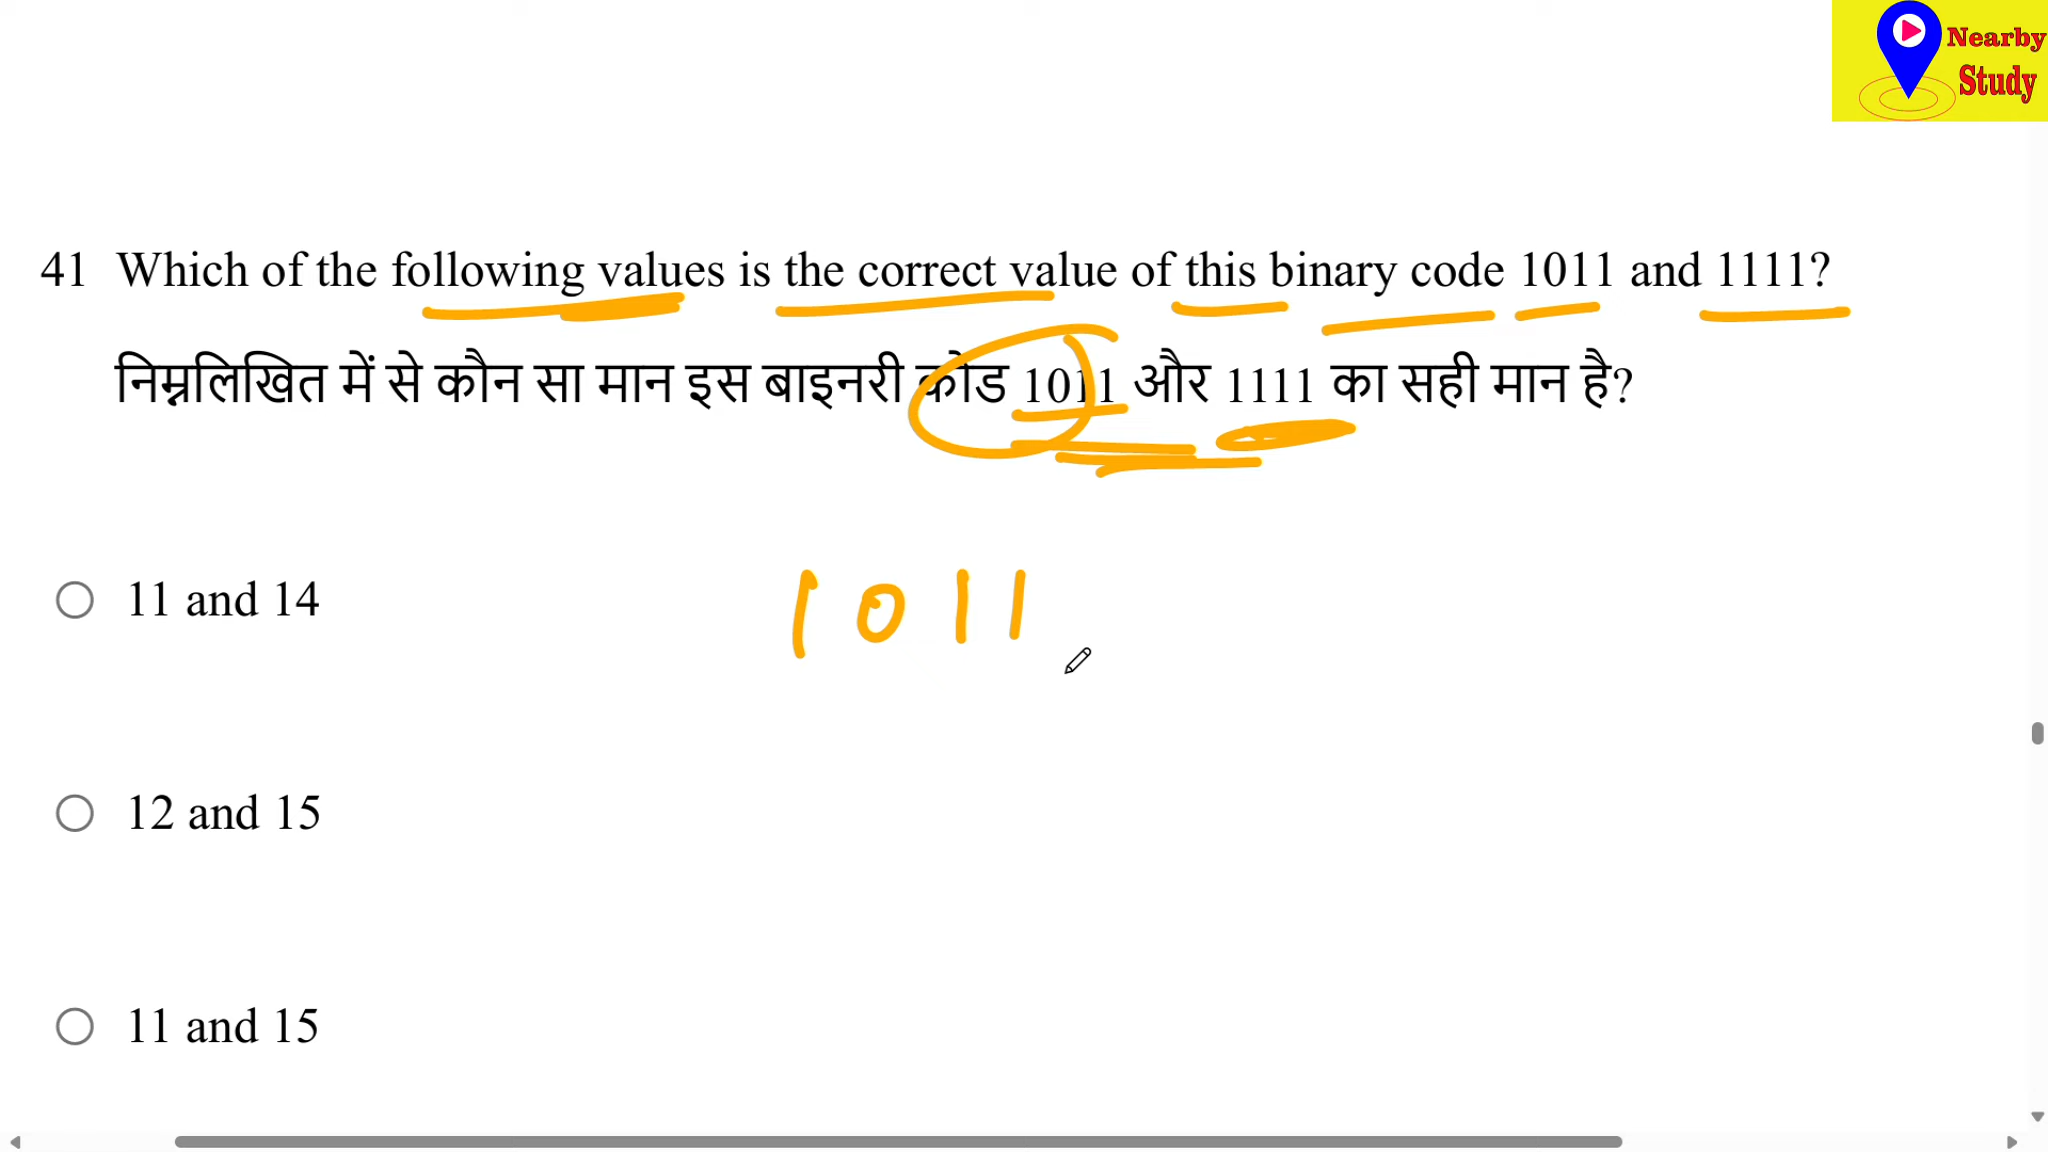 Nearby
Study
41 Which of the following values is the correct value of this binary code 1011 and 1111?
निम्नलिखित में से कौन सा मान इस बाइनरी कोड 1011 और 1111 का सही मान है?
11 and 14
1011
12 and 15
11 and 15